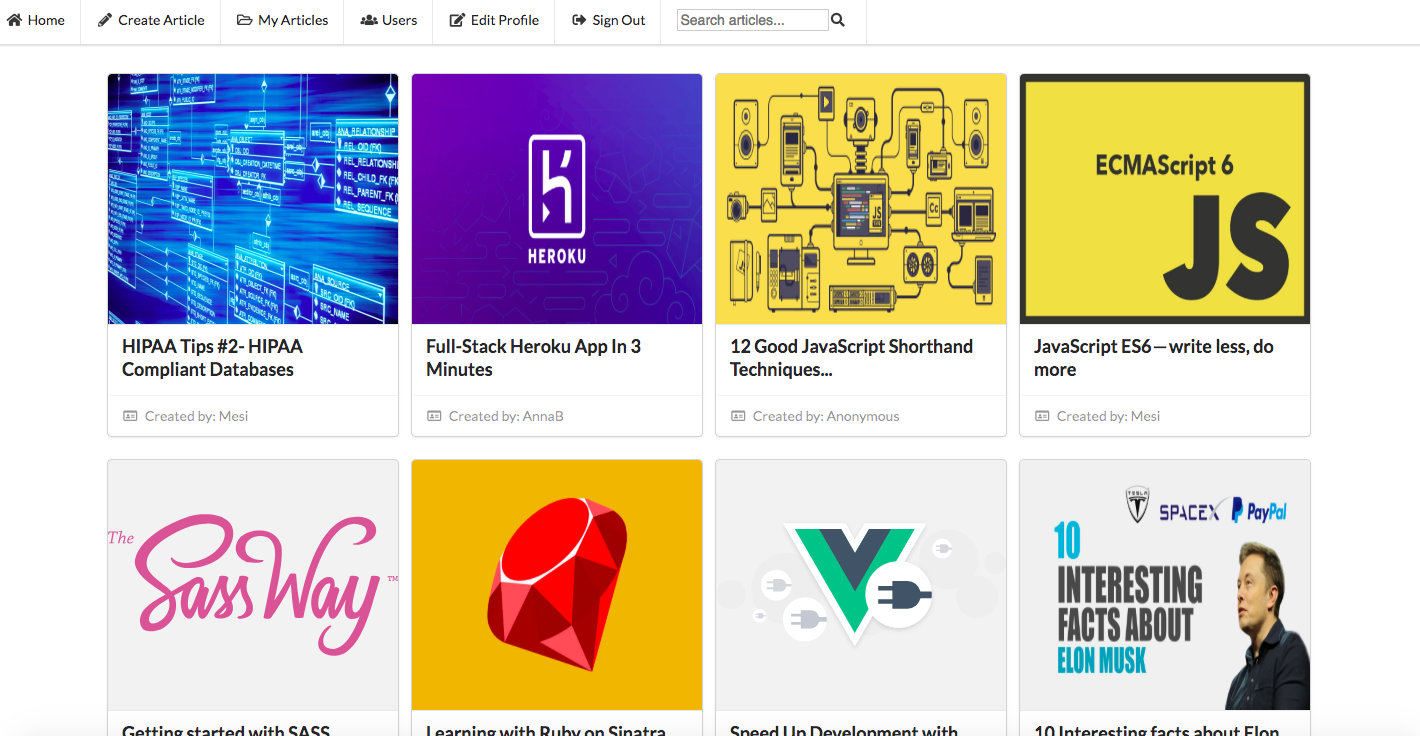 Home Create Article My Articles Users Edit Profile Sign Out Search articles...
ANA_RELATIONSHIP
REL_OID (FK)
REL_RELATIONSHIP
REL_CHILD_FK (FK)
REL_PARENT_FK (FK)
REL_SEQUENCE
ANA_SOURCE
SRC_OID (FK)
SRC_NAME
HEROKU
JS
Cc
ECMAScript 6
JS
HIPAA Tips #2- HIPAA
Compliant Databases
Created by: Mesi
Full-Stack Heroku App In 3
Minutes
Created by: AnnaB
12 Good JavaScript Shorthand
Techniques...
Created by: Anonymous
JavaScript ES6 — write less, do
more
Created by: Mesi
The
Sass Way™
TESLA
SPACEX
PayPal
10
INTERESTING
FACTS ABOUT
ELON MUSK
Getting started with SASS
Learning with Ruby on Sinatra
Speed Up Development with
10 Interesting facts about Elon